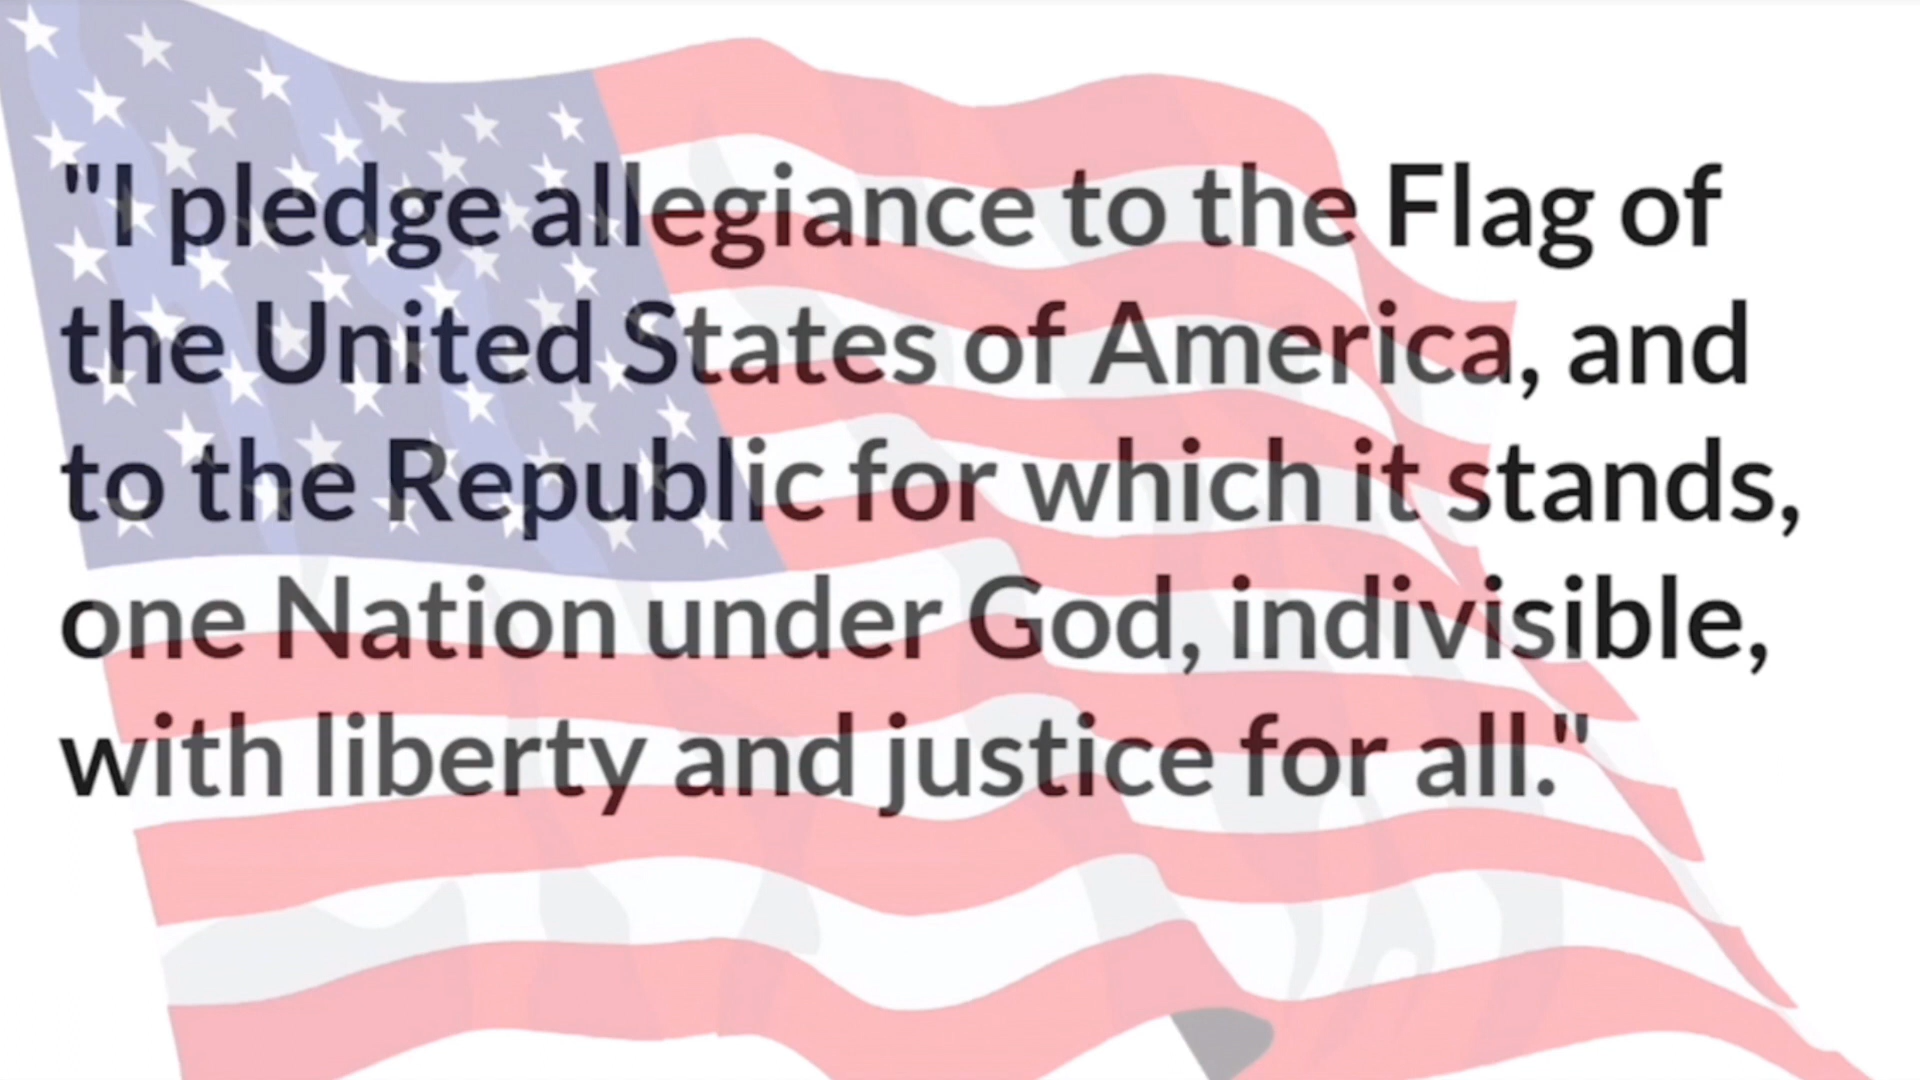 "I pledge allegiance to the Flag of
the United States of America, and
to the Republic for which it stands,
one Nation under God, indivisible,
with liberty and justice for all."